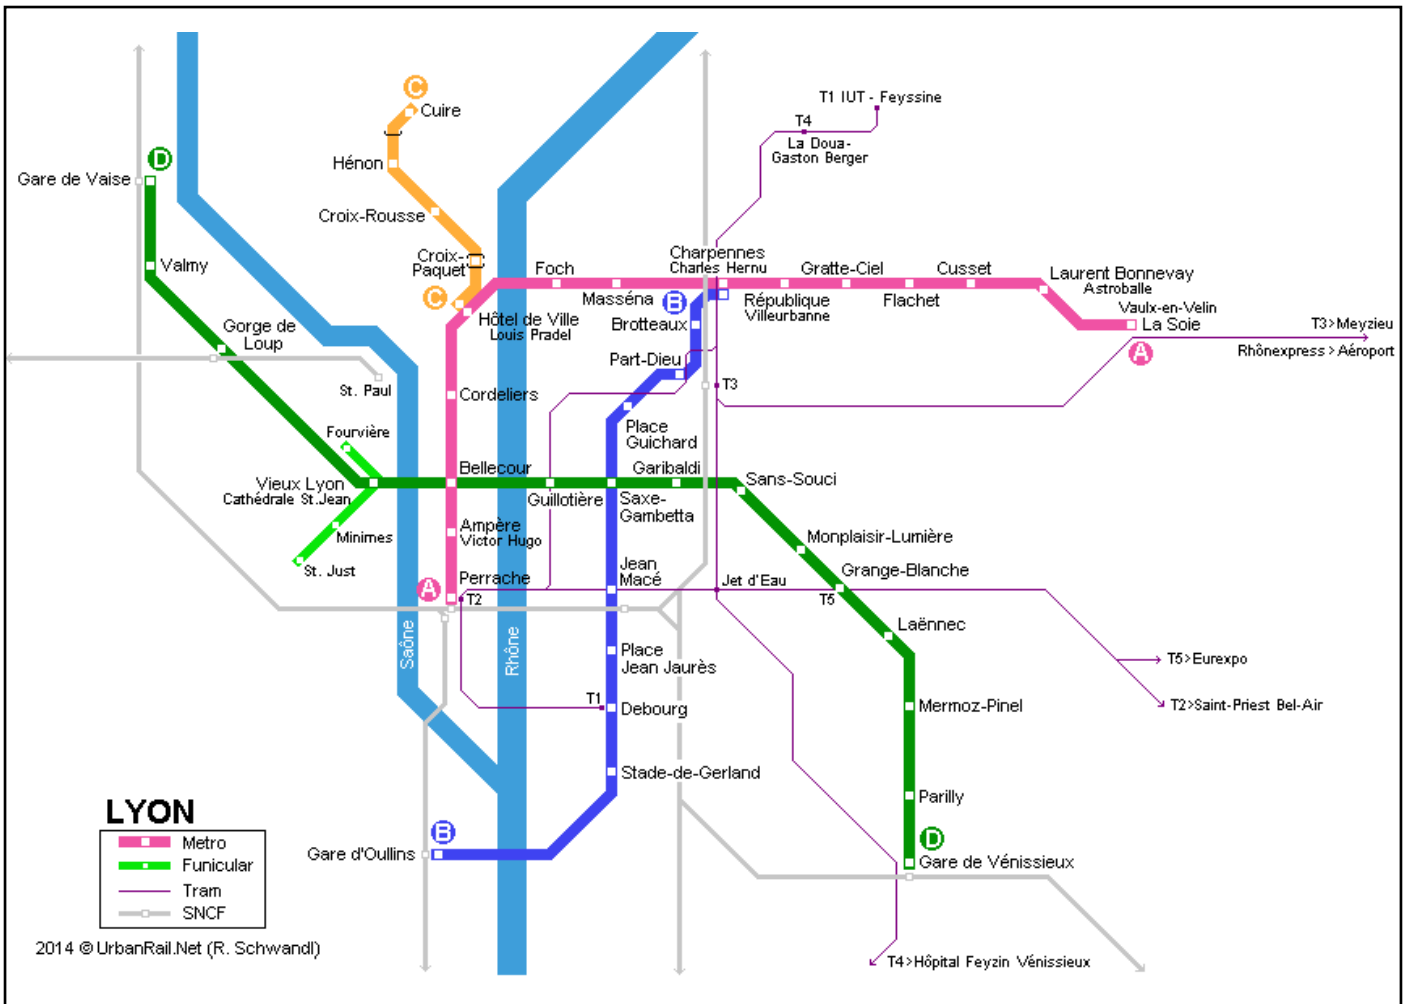 C
Cuire
T1 IUT - Feyssine
T4
La Doua-
Gaston Berger
D
Hénon
Gare de Vaise
Croix-Rousse
Valmy
Croix-
Paquet
C
Foch
Masséna
Charpennes
Charles Hernu
Gratte-Ciel
Cusset
Laurent Bonnevay
Astroballe
B
République
Villeurbanne
Flachet
Vaulx-en-Velin
La Soie
Hôtel de Ville
Louis Pradel
Brotteaux
T3>Meyzieu
Rhônexpress>Aéroport
A
Gorge de
Loup
Part-Dieu
St. Paul
T3
Cordeliers
Place
Guichard
Fourvière
Bellecour
Garibaldi
Vieux Lyon
Cathédrale St.Jean
Guillotière
Saxe-
Gambetta
Sans-Souci
Minimes
Ampère
Victor Hugo
Monplaisir-Lumière
St. Just
A
Perrache
T2
Jean
Macé
Jet d'Eau
Grange-Blanche
T5
Laënnec
Saône
Rhône
Place
Jean Jaurès
T5>Eurexpo
T1
Debourg
Mermoz-Pinel
T2>Saint-Priest Bel-Air
Stade-de-Gerland
Parilly
B
Gare d'Oullins
D
Gare de Vénissieux
T4>Hôpital Feyzin Vénissieux
LYON
Metro
Funicular
Tram
SNCF
2014 © UrbanRail.Net (R. Schwandl)